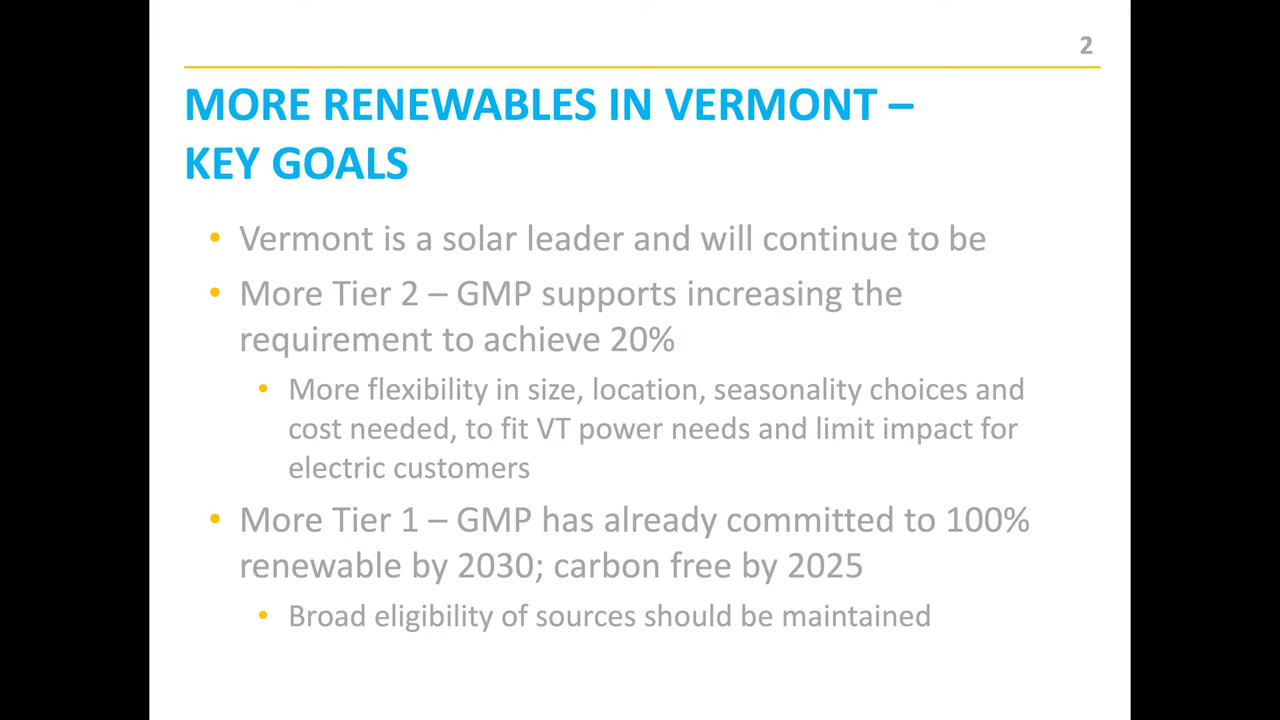 2
MORE RENEWABLES IN VERMONT –
KEY GOALS
• Vermont is a solar leader and will continue to be
• More Tier 2 – GMP supports increasing the
requirement to achieve 20%
• More flexibility in size, location, seasonality choices and
cost needed, to fit VT power needs and limit impact for
electric customers
• More Tier 1 – GMP has already committed to 100%
renewable by 2030; carbon free by 2025
• Broad eligibility of sources should be maintained